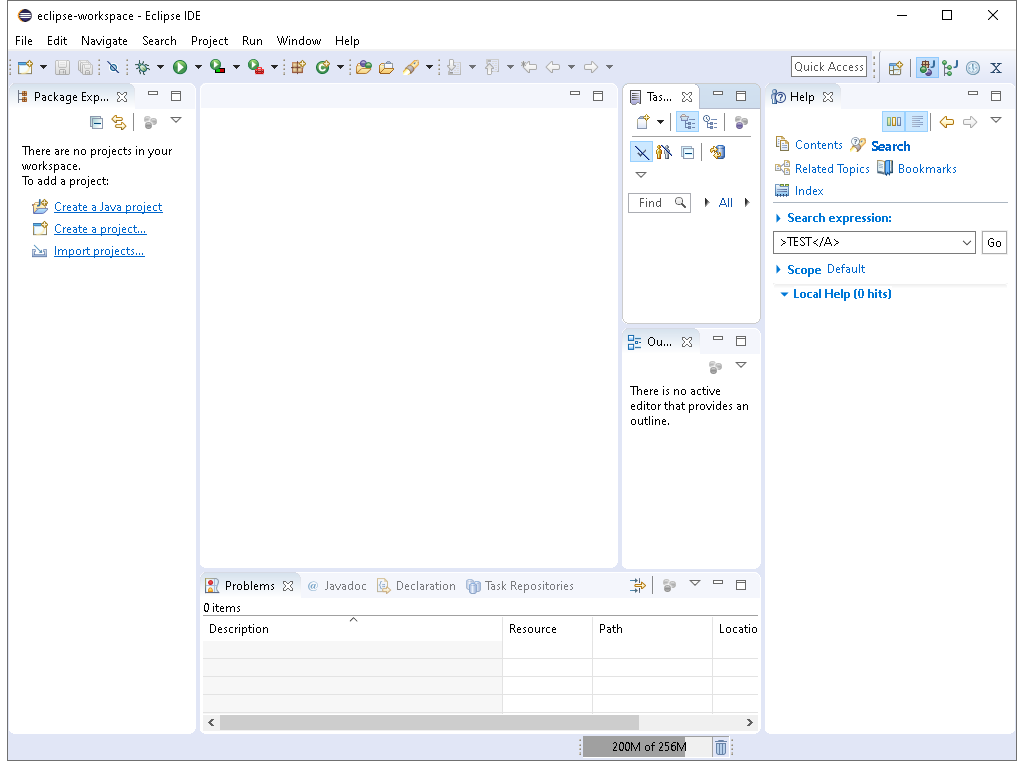 eclipse-workspace - Eclipse IDE
File Edit Navigate Search Project Run Window Help
Quick Access
Package Exp...
There are no projects in your
workspace.
To add a project:
Create a Java project
Create a project...
Import projects...
Tas...
Find
All
Ou...
There is no active
editor that provides an
outline.
Help
Contents Search
Related Topics Bookmarks
Index
Search expression:
>TEST</A>
Go
Scope Default
Local Help (0 hits)
Problems @ Javadoc Declaration Task Repositories
0 items
Description Resource Path Locatio
200M of 256M